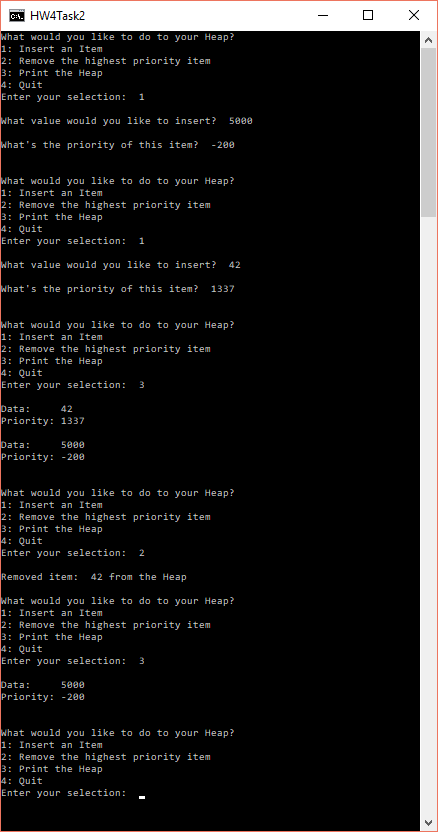 HW4Task2
What would you like to do to your Heap?
1: Insert an Item
2: Remove the highest priority item
3: Print the Heap
4: Quit
Enter your selection:  1
What value would you like to insert?  5000
What's the priority of this item?  -200
What would you like to do to your Heap?
1: Insert an Item
2: Remove the highest priority item
3: Print the Heap
4: Quit
Enter your selection:  1
What value would you like to insert?  42
What's the priority of this item?  1337
What would you like to do to your Heap?
1: Insert an Item
2: Remove the highest priority item
3: Print the Heap
4: Quit
Enter your selection:  3
Data:     42
Priority: 1337
Data:     5000
Priority: -200
What would you like to do to your Heap?
1: Insert an Item
2: Remove the highest priority item
3: Print the Heap
4: Quit
Enter your selection:  2
Removed item:  42 from the Heap
What would you like to do to your Heap?
1: Insert an Item
2: Remove the highest priority item
3: Print the Heap
4: Quit
Enter your selection:  3
Data:     5000
Priority: -200
What would you like to do to your Heap?
1: Insert an Item
2: Remove the highest priority item
3: Print the Heap
4: Quit
Enter your selection: